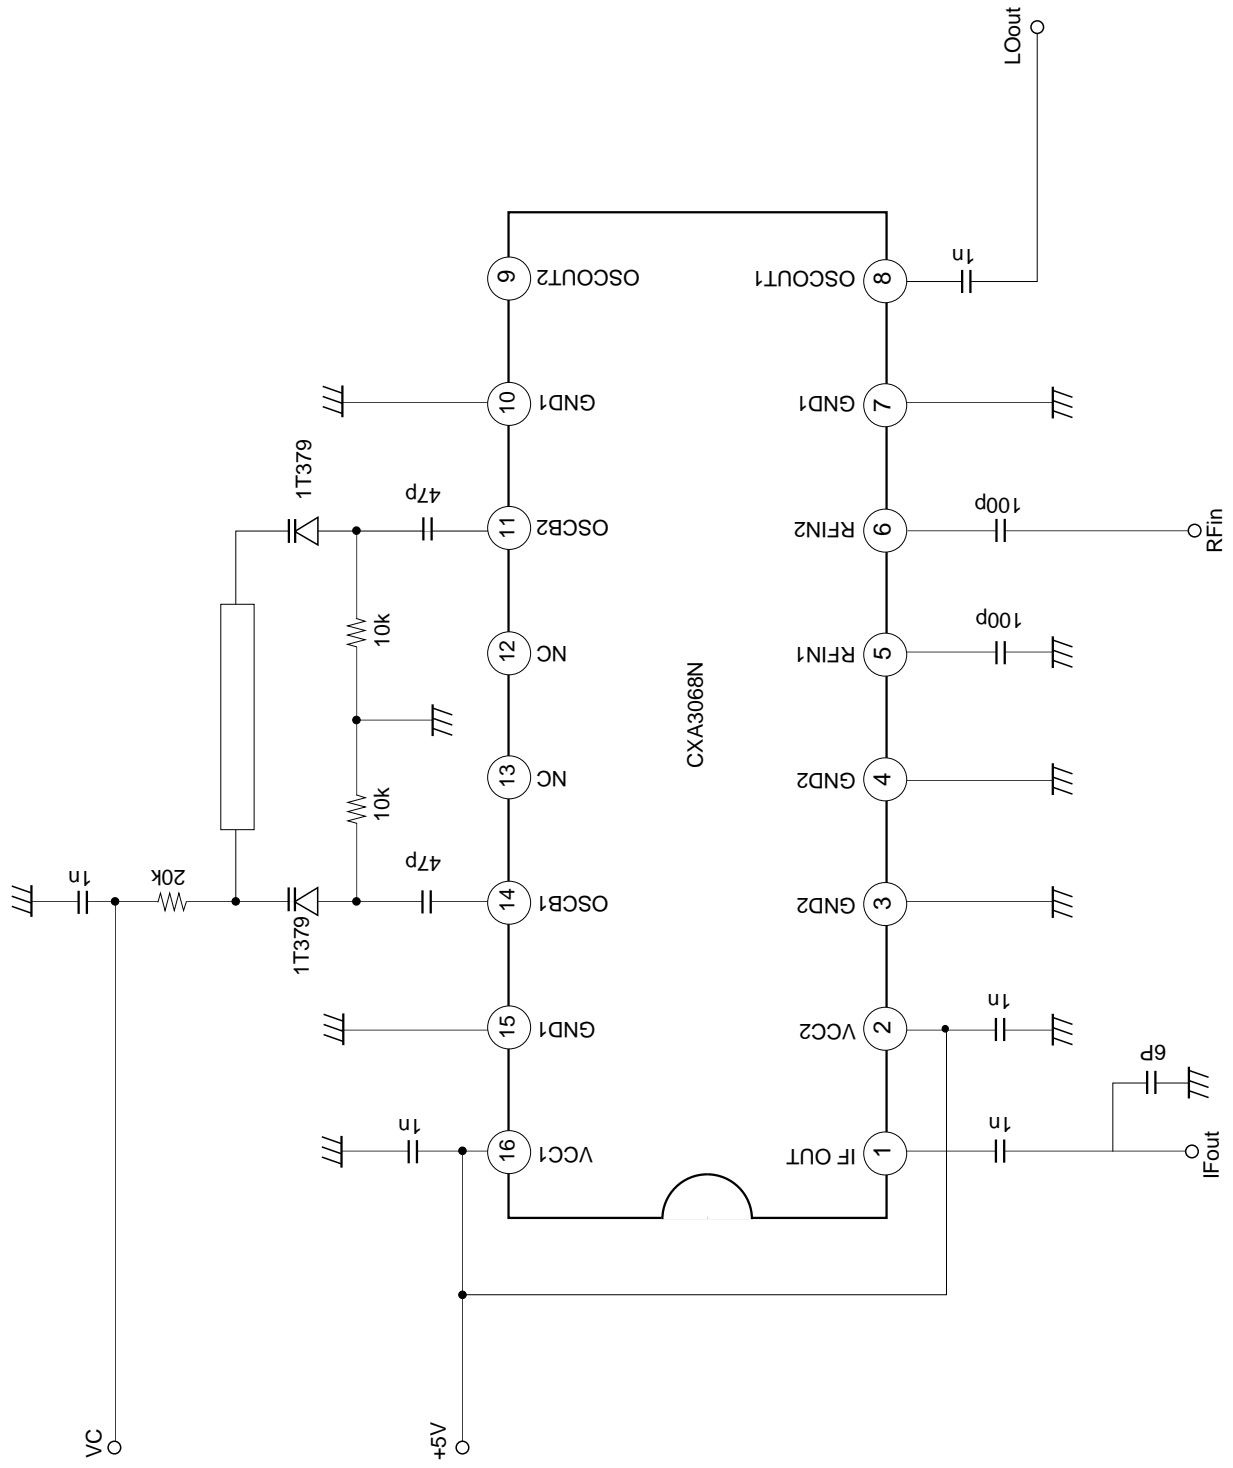 LOout
9
OSCOUT2
OSCOUT1
8
1n
10
GND1
GND1
7
1T379
47p
11
OSCB2
RFIN2
6
100p
RFin
10k
12
NC
RFIN1
5
100p
CXA3068N
10k
13
NC
GND2
4
1n
20k
1T379
47p
14
OSCB1
GND2
3
15
GND1
VCC2
2
1n
6P
1n
16
VCC1
IF OUT
1
1n
IFout
VC
+5V